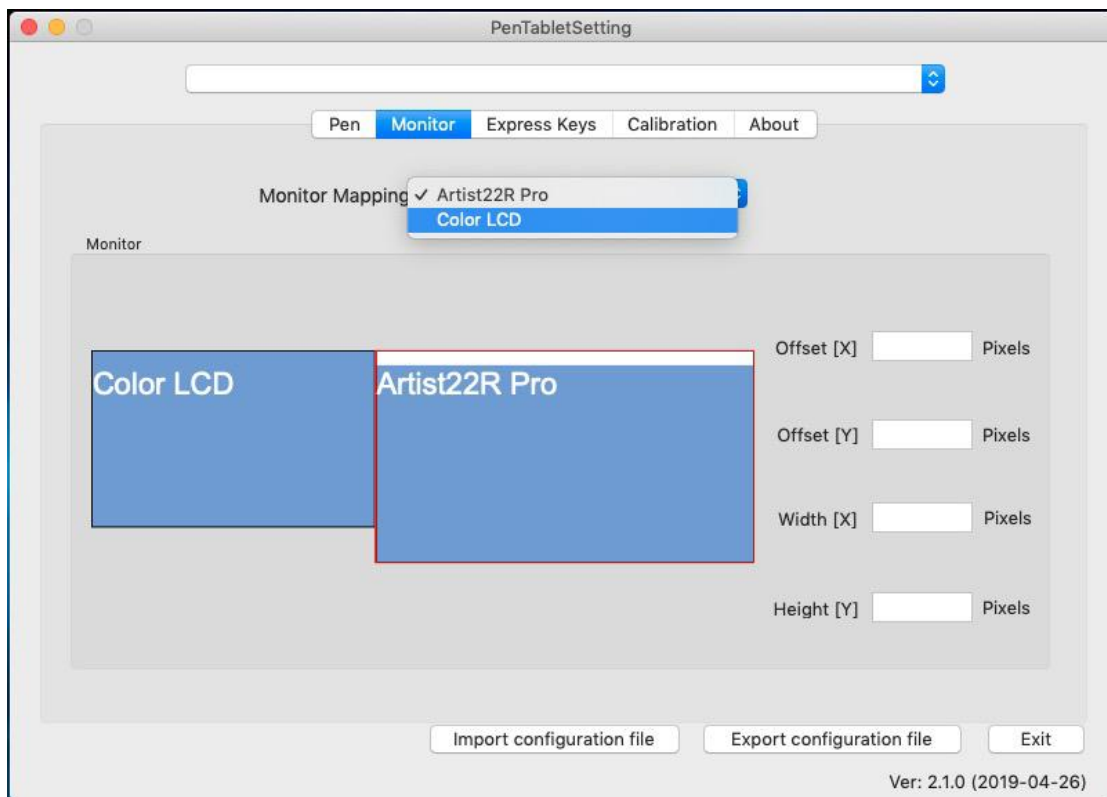 PenTabletSetting
Pen Monitor Express Keys Calibration About
Monitor Mapping ✓ Artist22R Pro
Color LCD
Monitor
Offset [X] Pixels
Color LCD Artist22R Pro
Offset [Y] Pixels
Width [X] Pixels
Height [Y] Pixels
Import configuration file Export configuration file Exit
Ver: 2.1.0 (2019-04-26)